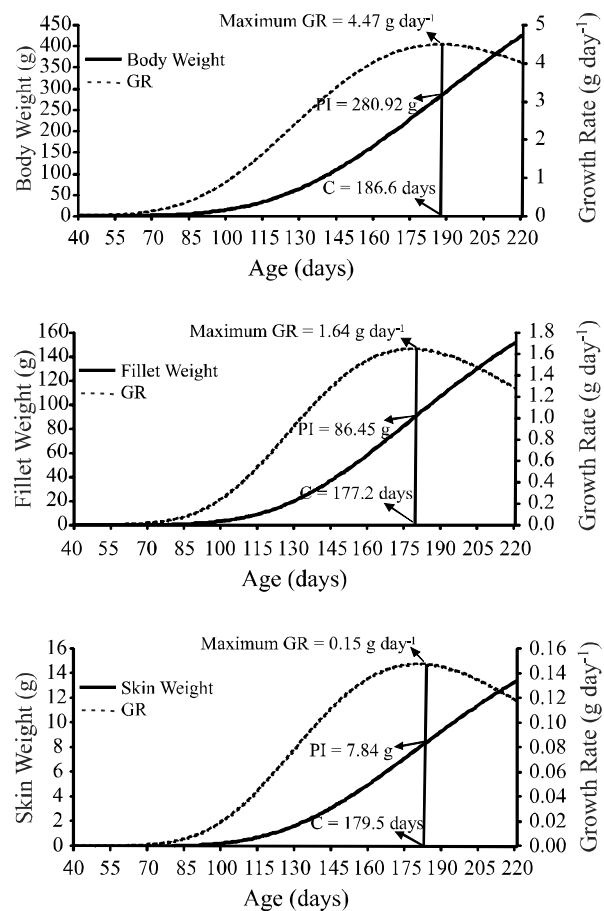 Maximum GR = 4.47 g day-1
450
400
350
300
250
200
150
100
50
0
Body Weight (g)
Body Weight
GR
PI = 280.92 g
C = 186.6 days
5
4
3
2
1
0
Growth Rate (g day-1)
40 55 70 85 100 115 130 145 160 175 190 205 220
Age (days)
Maximum GR = 1.64 g day-1
160
140
120
100
80
60
40
20
0
Fillet Weight (g)
Fillet Weight
GR
PI = 86.45 g
C = 177.2 days
1.8
1.6
1.4
1.2
1.0
0.8
0.6
0.4
0.2
0.0
Growth Rate (g day-1)
40 55 70 85 100 115 130 145 160 175 190 205 220
Age (days)
Maximum GR = 0.15 g day-1
16
14
12
10
8
6
4
2
0
Skin Weight (g)
Skin Weight
GR
PI = 7.84 g
C = 179.5 days
0.16
0.14
0.12
0.10
0.08
0.06
0.04
0.02
0.00
Growth Rate (g day-1)
40 55 70 85 100 115 130 145 160 175 190 205 220
Age (days)